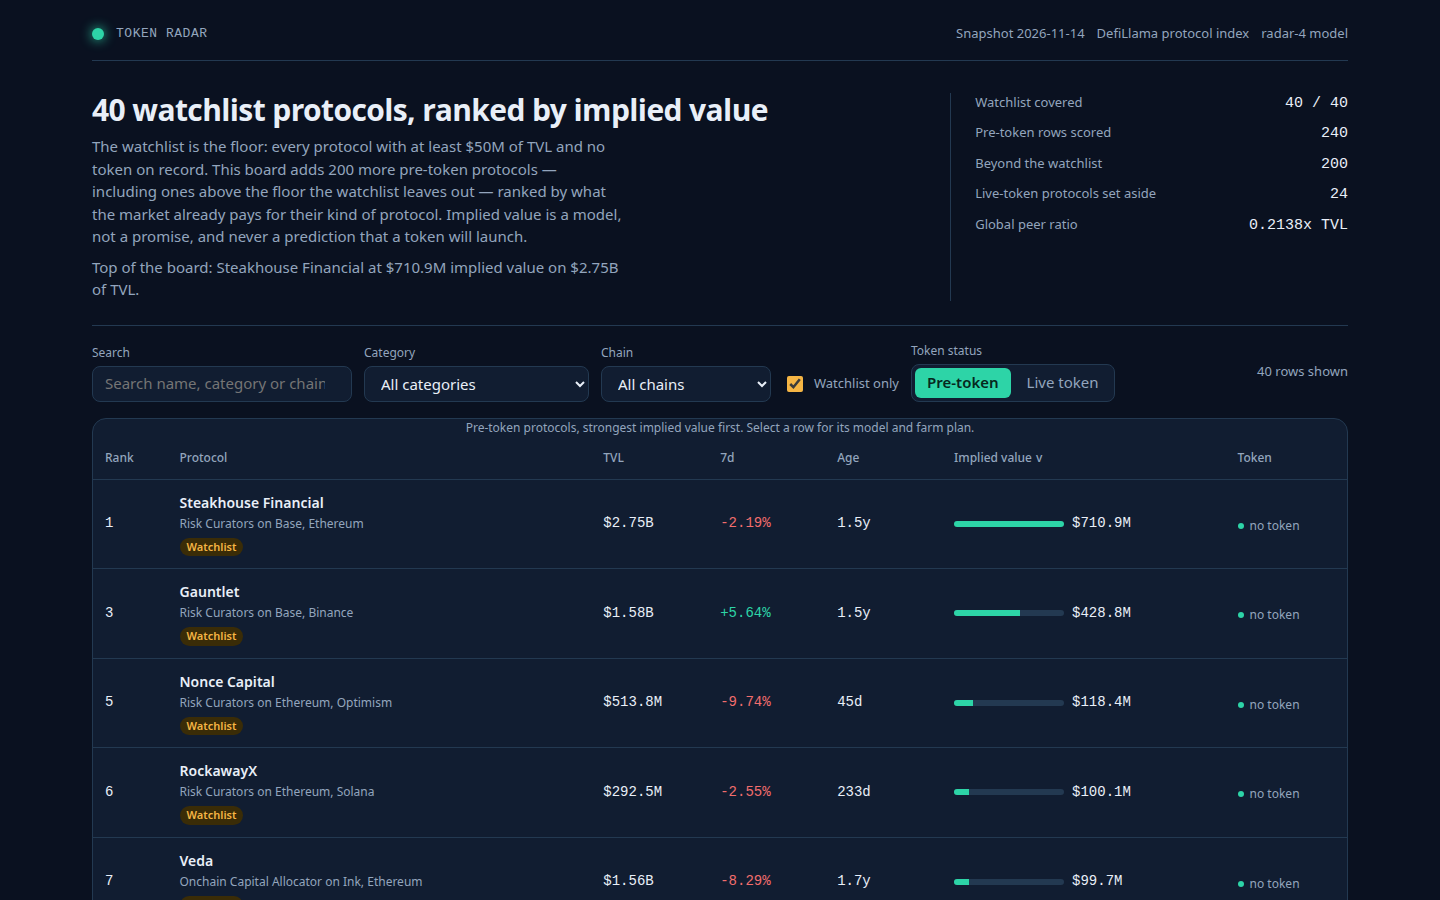 TOKEN RADAR
Snapshot 2026-11-14 DefiLlama protocol index radar-4 model
40 watchlist protocols, ranked by implied value
The watchlist is the floor: every protocol with at least $50M of TVL and no
token on record. This board adds 200 more pre-token protocols —
including ones above the floor the watchlist leaves out — ranked by what
the market already pays for their kind of protocol. Implied value is a model,
not a promise, and never a prediction that a token will launch.
Top of the board: Steakhouse Financial at $710.9M implied value on $2.75B
of TVL.
Watchlist covered 40 / 40
Pre-token rows scored 240
Beyond the watchlist 200
Live-token protocols set aside 24
Global peer ratio 0.2138x TVL
Search
Search name, category or chain
Category
All categories
Chain
All chains
Watchlist only
Token status
Pre-token Live token
40 rows shown
Pre-token protocols, strongest implied value first. Select a row for its model and farm plan.
Rank Protocol TVL 7d Age Implied value v Token
1 Steakhouse Financial $2.75B -2.19% 1.5y $710.9M no token
Risk Curators on Base, Ethereum
Watchlist
3 Gauntlet $1.58B +5.64% 1.5y $428.8M no token
Risk Curators on Base, Binance
Watchlist
5 Nonce Capital $513.8M -9.74% 45d $118.4M no token
Risk Curators on Ethereum, Optimism
Watchlist
6 RockawayX $292.5M -2.55% 233d $100.1M no token
Risk Curators on Ethereum, Solana
Watchlist
7 Veda $1.56B -8.29% 1.7y $99.7M no token
Onchain Capital Allocator on Ink, Ethereum